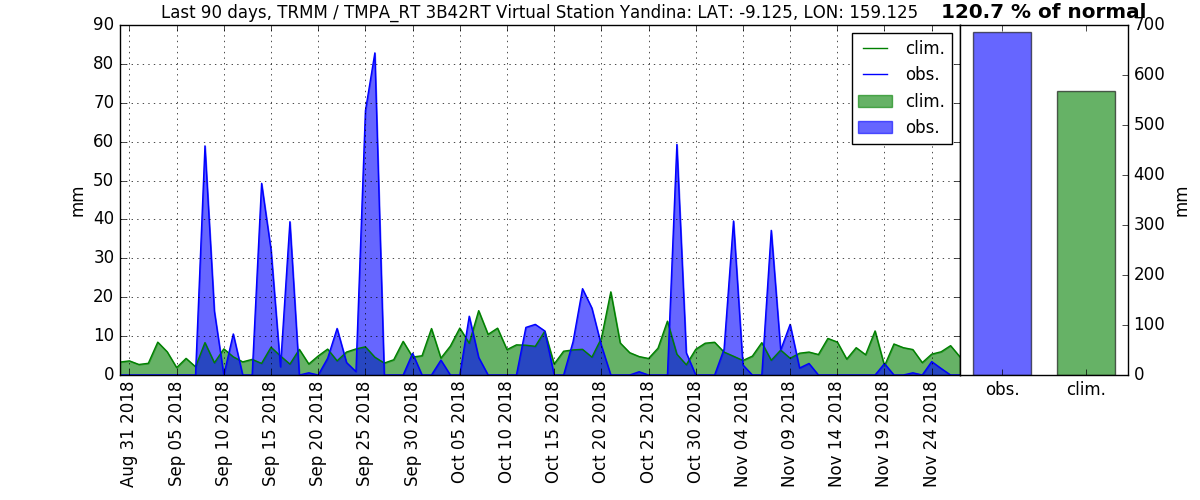 Last 90 days, TRMM / TMPA_RT 3B42RT Virtual Station Yandina: LAT: -9.125, LON: 159.125
120.7 % of normal
90
80
70
60
50
40
30
20
10
0
mm
clim.
obs.
clim.
obs.
Aug 31 2018
Sep 05 2018
Sep 10 2018
Sep 15 2018
Sep 20 2018
Sep 25 2018
Sep 30 2018
Oct 05 2018
Oct 10 2018
Oct 15 2018
Oct 20 2018
Oct 25 2018
Oct 30 2018
Nov 04 2018
Nov 09 2018
Nov 14 2018
Nov 19 2018
Nov 24 2018
700
600
500
400
300
200
100
0
mm
obs.
clim.